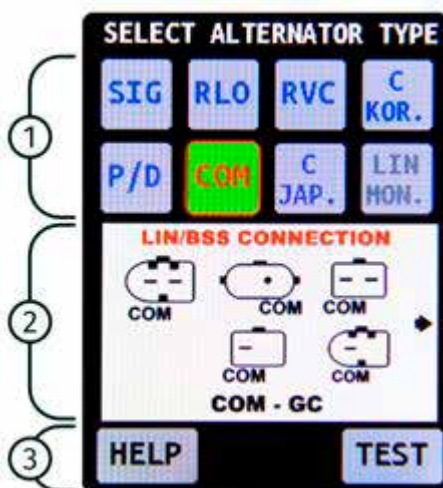 SELECT ALTERNATOR TYPE
1
SIG RLO RVC C KOR.
P/D COM C JAP. LIN MON.
2
LIN/BSS CONNECTION
COM COM COM
COM COM
COM - GC
3
HELP TEST